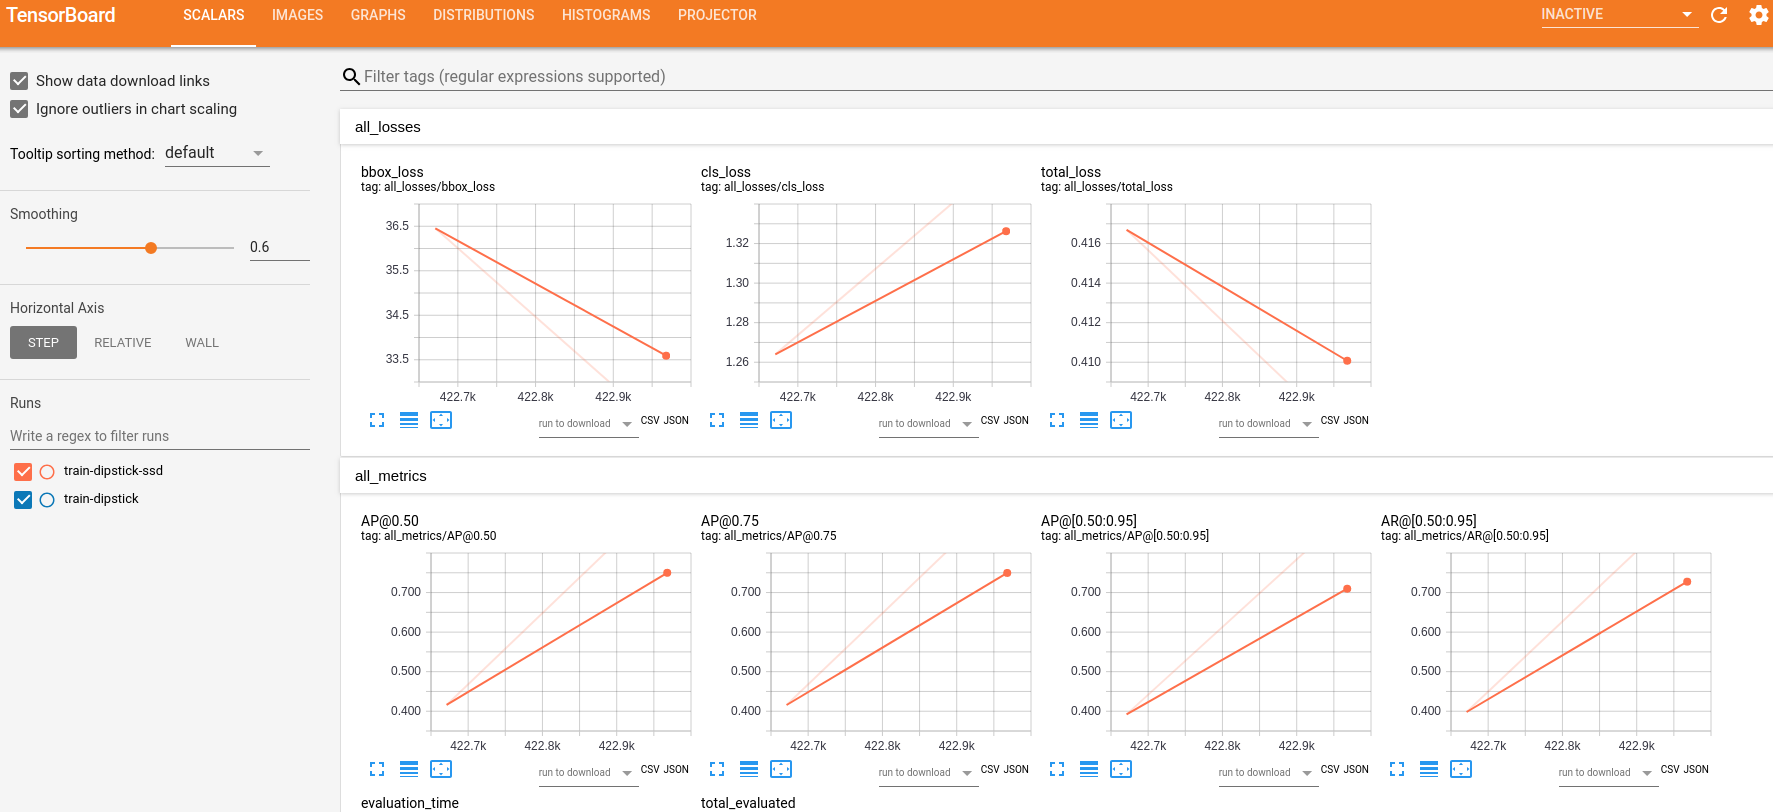 TensorBoard SCALARS IMAGES GRAPHS DISTRIBUTIONS HISTOGRAMS PROJECTOR INACTIVE
Show data download links
Ignore outliers in chart scaling
Tooltip sorting method: default
Smoothing
0.6
Horizontal Axis
STEP RELATIVE WALL
Runs
Write a regex to filter runs
train-dipstick-ssd
train-dipstick
Filter tags (regular expressions supported)
all_losses
bbox_loss
tag: all_losses/bbox_loss
36.5
35.5
34.5
33.5
422.7k 422.8k 422.9k
run to download CSV JSON
cls_loss
tag: all_losses/cls_loss
1.32
1.30
1.28
1.26
422.7k 422.8k 422.9k
run to download CSV JSON
total_loss
tag: all_losses/total_loss
0.416
0.414
0.412
0.410
422.7k 422.8k 422.9k
run to download CSV JSON
all_metrics
AP@0.50
tag: all_metrics/AP@0.50
0.700
0.600
0.500
0.400
422.7k 422.8k 422.9k
run to download CSV JSON
AP@0.75
tag: all_metrics/AP@0.75
0.700
0.600
0.500
0.400
422.7k 422.8k 422.9k
run to download CSV JSON
AP@[0.50:0.95]
tag: all_metrics/AP@[0.50:0.95]
0.700
0.600
0.500
0.400
422.7k 422.8k 422.9k
run to download CSV JSON
AR@[0.50:0.95]
tag: all_metrics/AR@[0.50:0.95]
0.700
0.600
0.500
0.400
422.7k 422.8k 422.9k
run to download CSV JSON
evaluation_time
total_evaluated